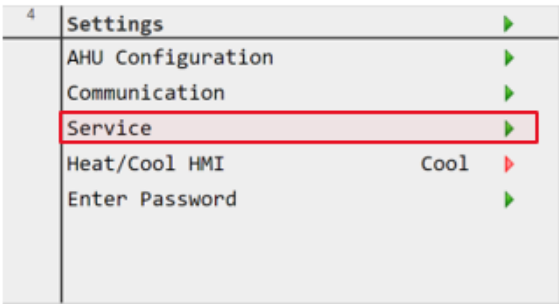 4
Settings
AHU Configuration
Communication
Service
Heat/Cool HMI Cool
Enter Password